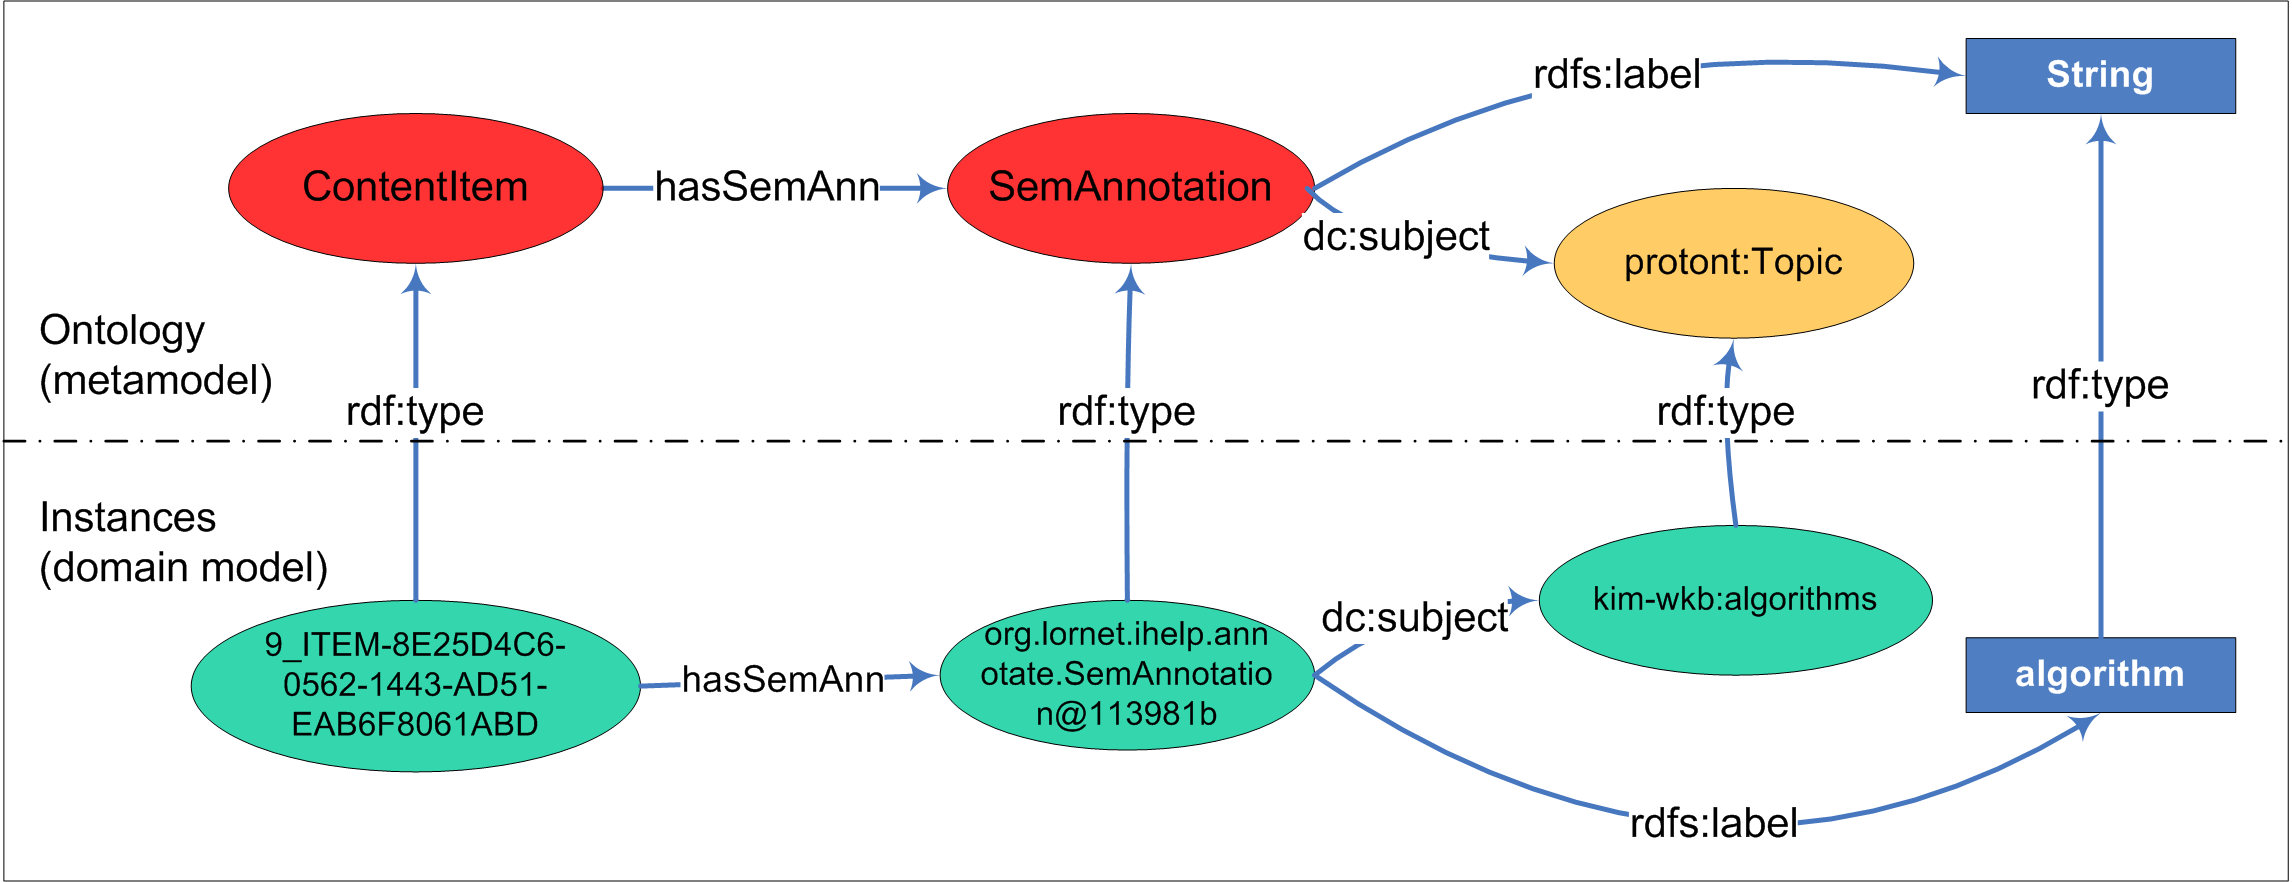 rdfs:label
String
ContentItem
hasSemAnn
SemAnnotation
dc:subject
protont:Topic
Ontology
(metamodel)
rdf:type
rdf:type
rdf:type
rdf:type
Instances
(domain model)
9_ITEM-8E25D4C6-
0562-1443-AD51-
EAB6F8061ABD
hasSemAnn
org.lornet.ihelp.ann
otate.SemAnnotatio
n@113981b
dc:subject
kim-wkb:algorithms
algorithm
rdfs:label